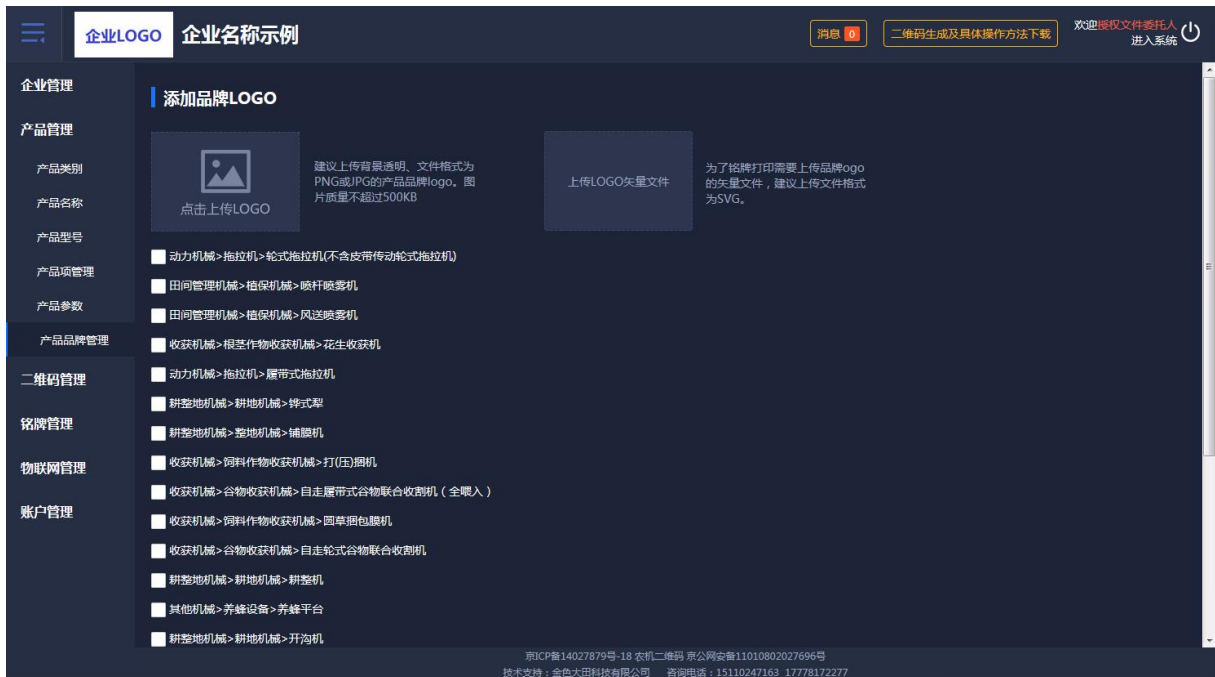 企业LOGO 企业名称示例 消息 0 二维码生成及具体操作方法下载 欢迎授权文件委托人
进入系统
企业管理
产品管理
产品类别
产品名称
产品型号
产品项管理
产品参数
产品品牌管理
二维码管理
铭牌管理
物联网管理
账户管理
添加品牌LOGO
点击上传LOGO
建议上传背景透明、文件格式为
PNG或JPG的产品品牌logo。图
片质量不超过500KB
上传LOGO矢量文件
为了铭牌打印需要上传品牌ogo
的矢量文件，建议上传文件格式
为SVG。
动力机械>拖拉机>轮式拖拉机(不含皮带传动轮式拖拉机)
田间管理机械>植保机械>喷杆喷雾机
田间管理机械>植保机械>风送喷雾机
收获机械>根茎作物收获机械>花生收获机
动力机械>拖拉机>履带式拖拉机
耕整地机械>耕地机械>铧式犁
耕整地机械>整地机械>铺膜机
收获机械>饲料作物收获机械>打(压)捆机
收获机械>谷物收获机械>自走履带式谷物联合收割机（全喂入）
收获机械>饲料作物收获机械>圆草捆包膜机
收获机械>谷物收获机械>自走轮式谷物联合收割机
耕整地机械>耕地机械>耕整机
其他机械>养蜂设备>养蜂平台
耕整地机械>耕地机械>开沟机
京ICP备14027879号-18 农机二维码 京公网安备11010802027696号
技术支持：金色大田科技有限公司 咨询电话：15110247163 17778172277